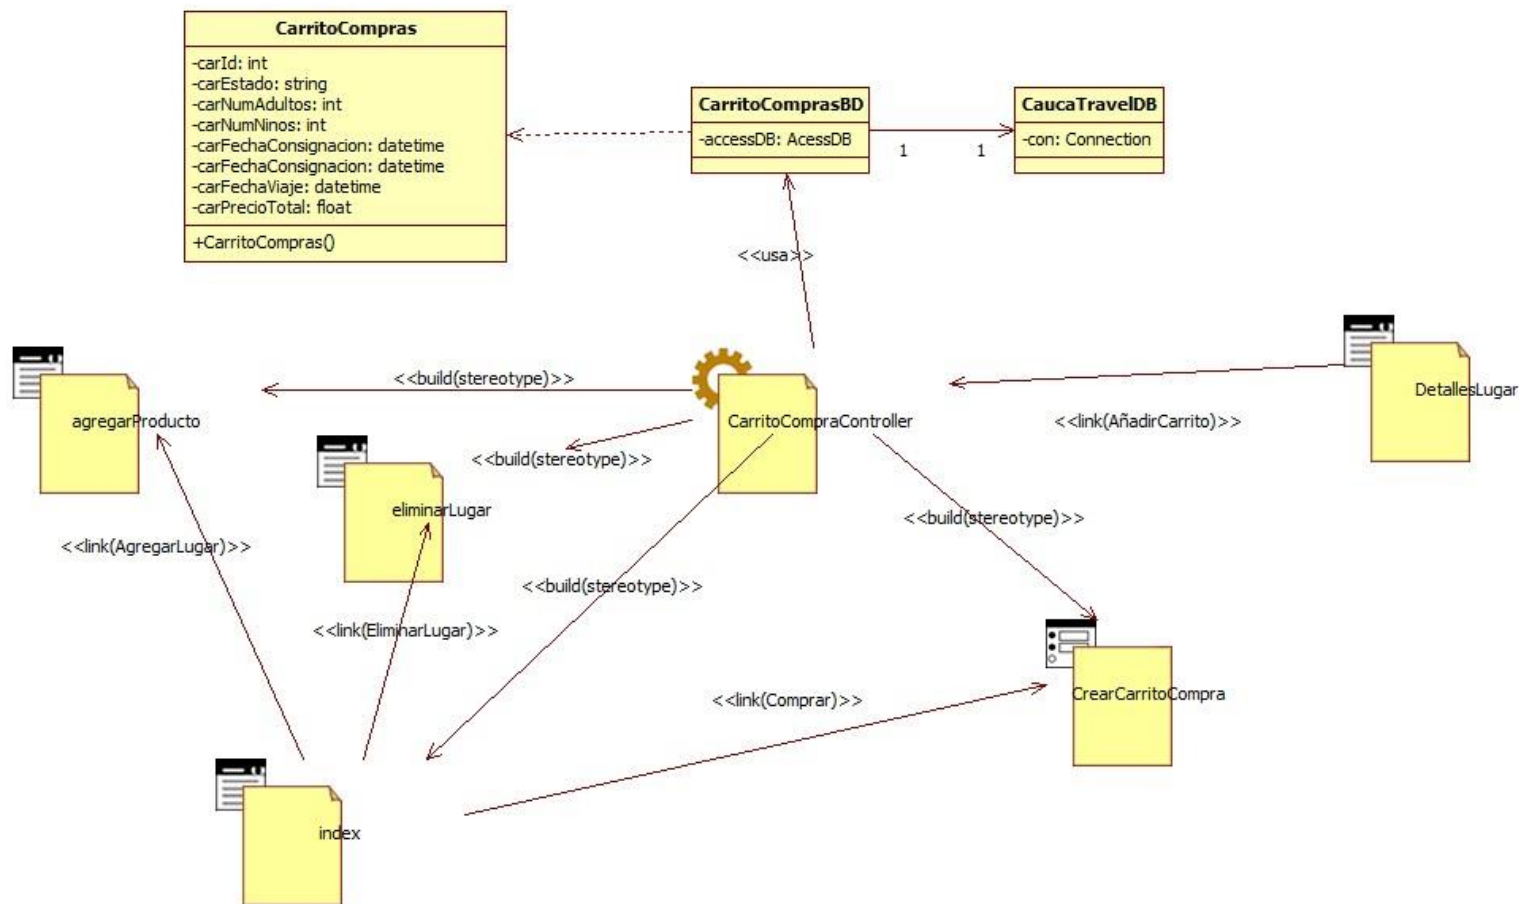 CarritoCompras
-carId: int
-carEstado: string
-carNumAdultos: int
-carNumNinos: int
-carFechaConsignacion: datetime
-carFechaConsignacion: datetime
-carFechaViaje: datetime
-carPrecioTotal: float
+CarritoCompras()
CarritoComprasBD
-accessDB: AcessDB
1
1
CaucaTravelDB
-con: Connection
<<usa>>
<<build(stereotype)>>
agregarProducto
CarritoCompraController
DetallesLugar
<<link(AñadirCarrito)>>
<<build(stereotype)>>
eliminarLugar
<<build(stereotype)>>
<<link(AgregarLugar)>>
<<build(stereotype)>>
<<link(EliminarLugar)>>
<<link(Comprar)>>
CrearCarritoCompra
index